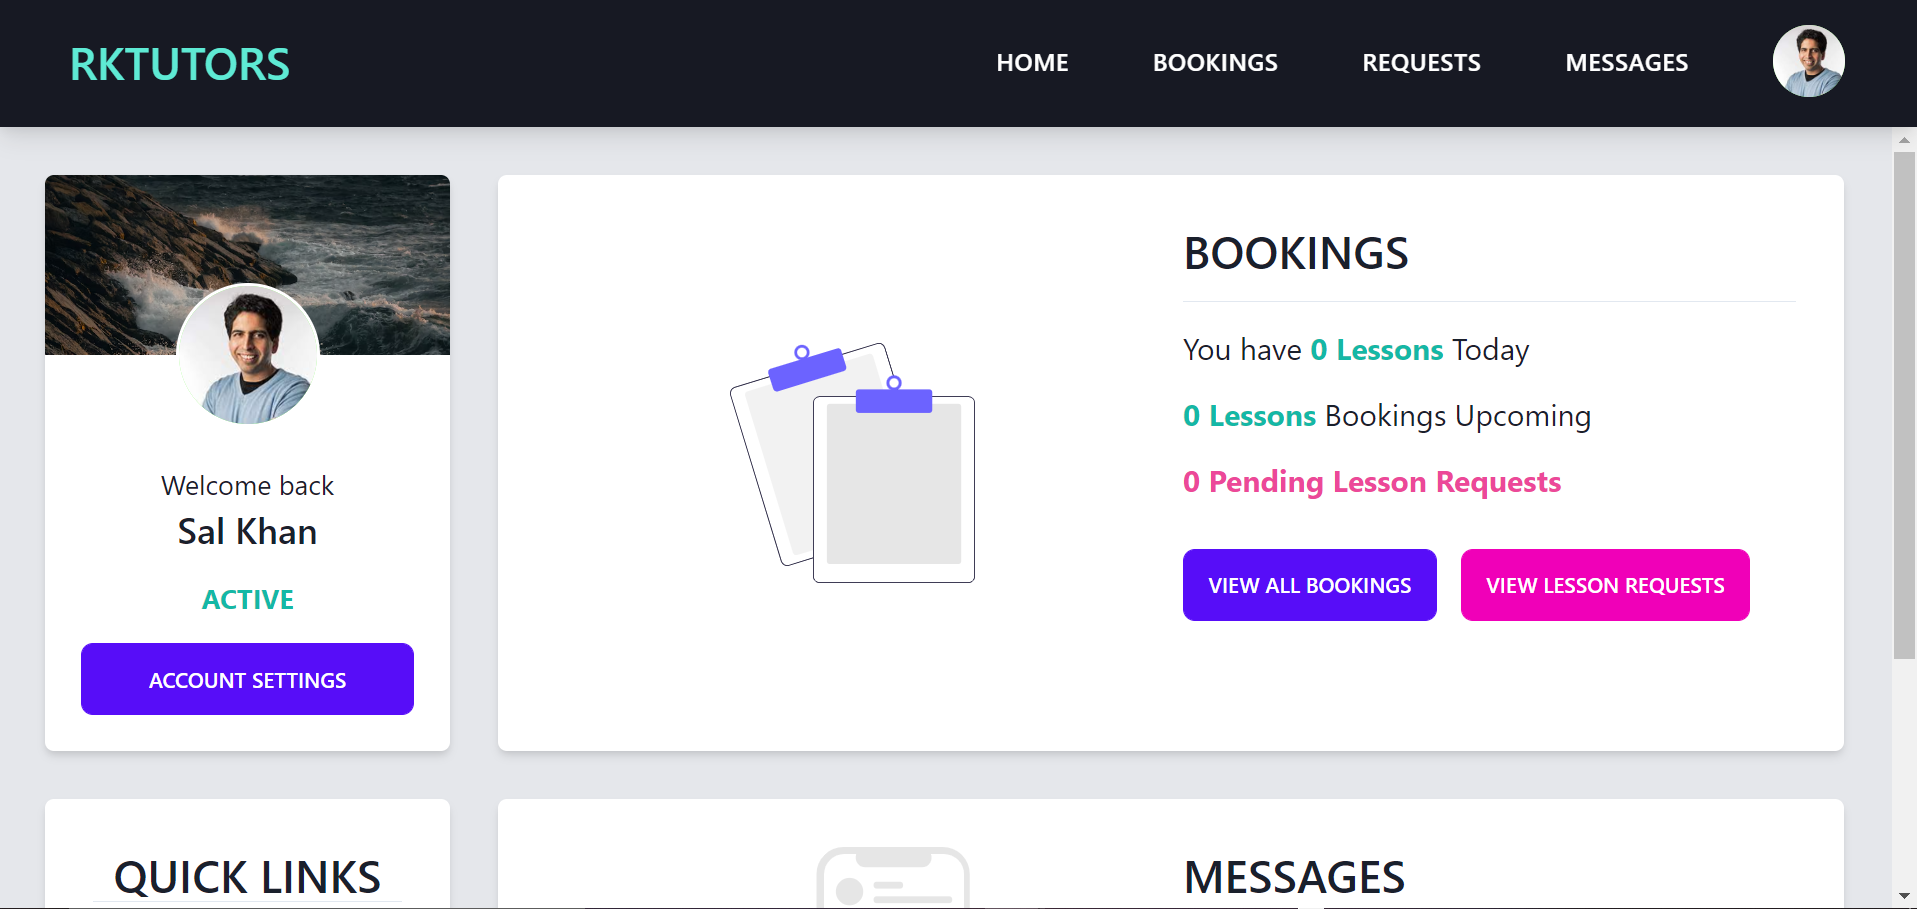 RKTUTORS
HOME
BOOKINGS
REQUESTS
MESSAGES
Welcome back
Sal Khan
ACTIVE
ACCOUNT SETTINGS
BOOKINGS
You have 0 Lessons Today
0 Lessons Bookings Upcoming
0 Pending Lesson Requests
VIEW ALL BOOKINGS
VIEW LESSON REQUESTS
QUICK LINKS
MESSAGES